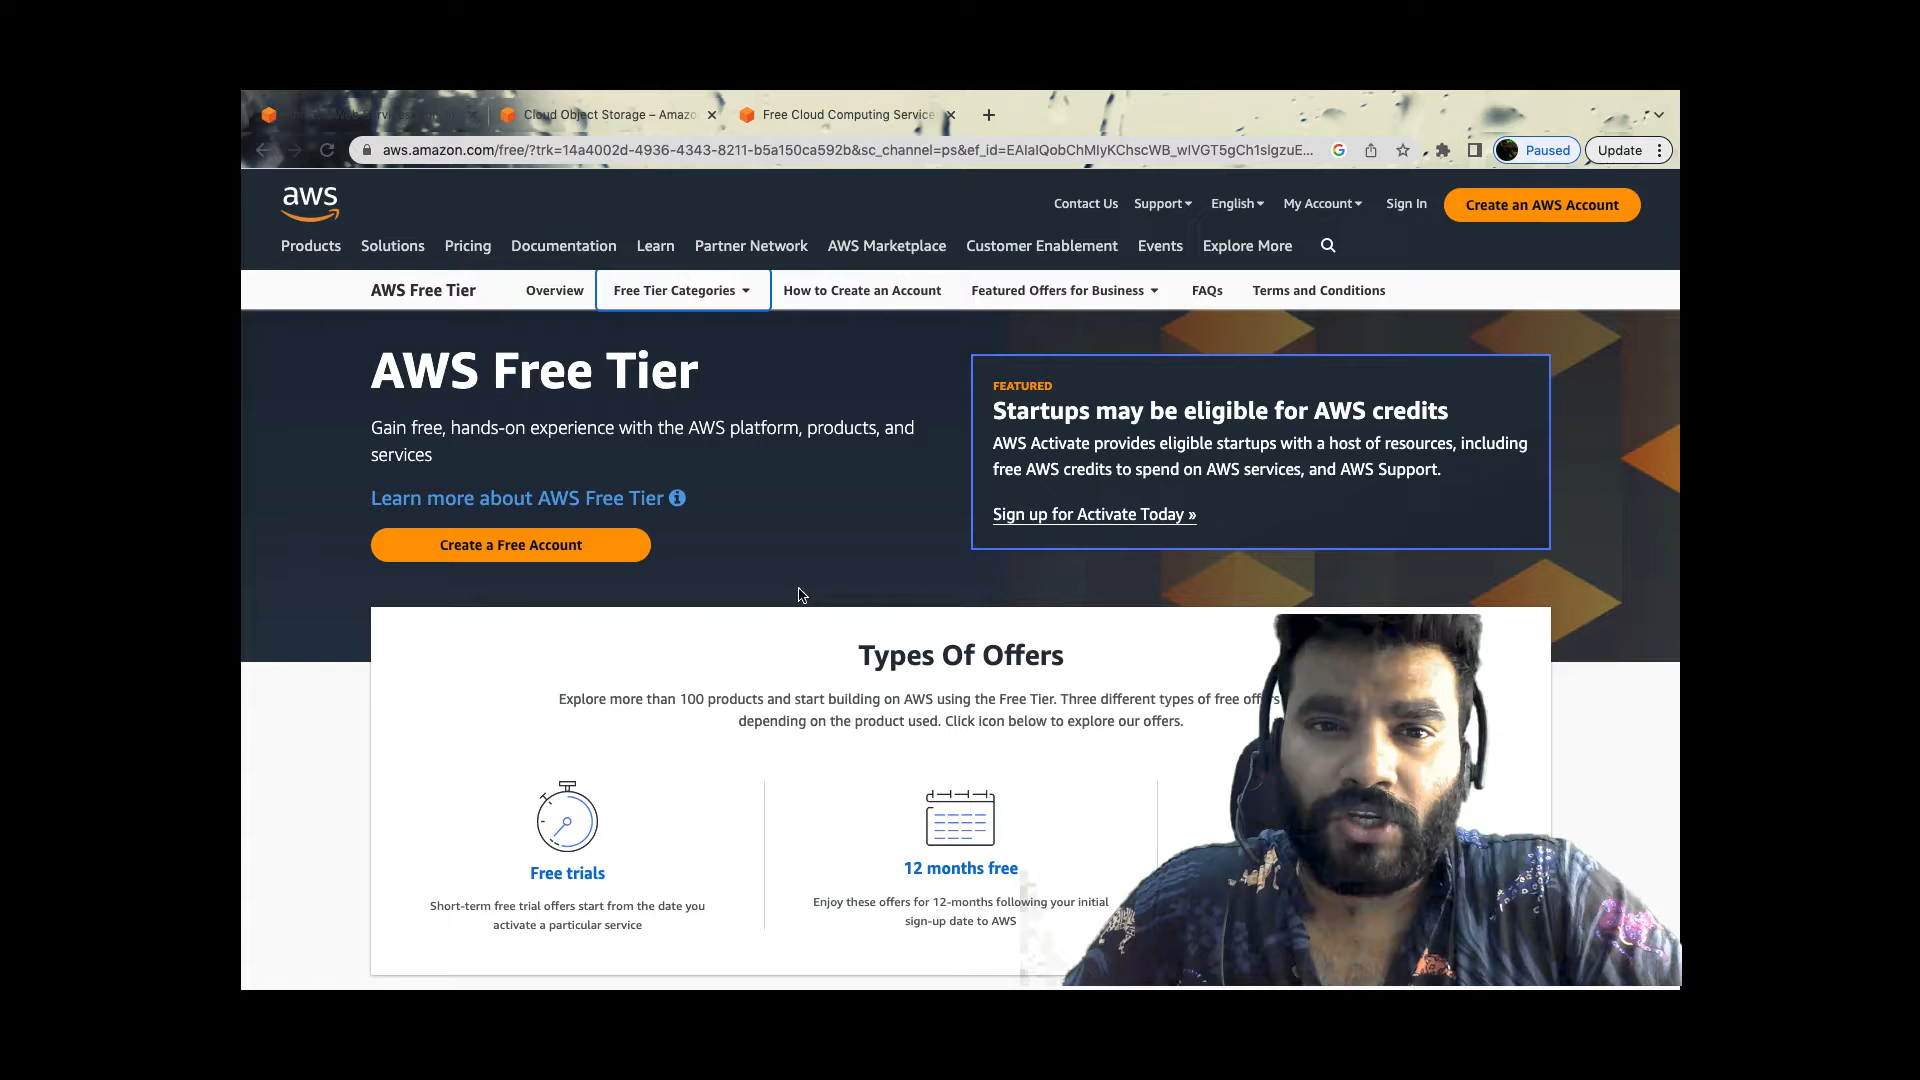 Cloud Object Storage – Amazo
Free Cloud Computing Service
aws.amazon.com/free/?trk=14a4002d-4936-4343-8211-b5a150ca592b&sc_channel=ps&ef_id=EAIaIQobChMIyKChscWB_wIVGT5gCh1slgzuE...
Paused
Update
aws
Contact Us Support English My Account Sign In Create an AWS Account
Products Solutions Pricing Documentation Learn Partner Network AWS Marketplace Customer Enablement Events Explore More
AWS Free Tier Overview Free Tier Categories How to Create an Account Featured Offers for Business FAQs Terms and Conditions
AWS Free Tier
Gain free, hands-on experience with the AWS platform, products, and
services
Learn more about AWS Free Tier
Create a Free Account
FEATURED
Startups may be eligible for AWS credits
AWS Activate provides eligible startups with a host of resources, including
free AWS credits to spend on AWS services, and AWS Support.
Sign up for Activate Today »
Types Of Offers
Explore more than 100 products and start building on AWS using the Free Tier. Three different types of free offers
depending on the product used. Click icon below to explore our offers.
Free trials
Short-term free trial offers start from the date you
activate a particular service
12 months free
Enjoy these offers for 12-months following your initial
sign-up date to AWS